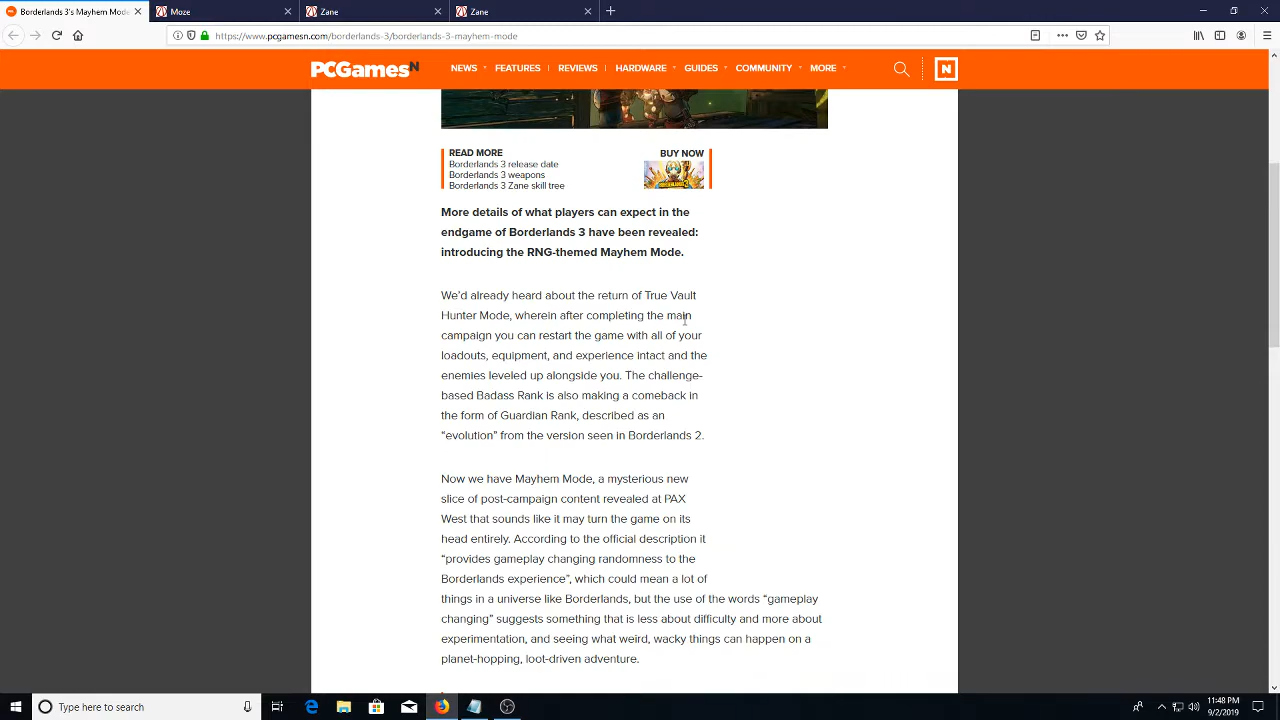 Borderlands 3's Mayhem Mode
Moze
Zane
Zane
https://www.pcgamesn.com/borderlands-3/borderlands-3-mayhem-mode
PCGamesN
NEWS
FEATURES
REVIEWS
HARDWARE
GUIDES
COMMUNITY
MORE
N
READ MORE
BUY NOW
Borderlands 3 release date
Borderlands 3 weapons
Borderlands 3 Zane skill tree
More details of what players can expect in the
endgame of Borderlands 3 have been revealed:
introducing the RNG-themed Mayhem Mode.
We’d already heard about the return of True Vault
Hunter Mode, wherein after completing the main
campaign you can restart the game with all of your
loadouts, equipment, and experience intact and the
enemies leveled up alongside you. The challenge-
based Badass Rank is also making a comeback in
the form of Guardian Rank, described as an
“evolution” from the version seen in Borderlands 2.
Now we have Mayhem Mode, a mysterious new
slice of post-campaign content revealed at PAX
West that sounds like it may turn the game on its
head entirely. According to the official description it
“provides gameplay changing randomness to the
Borderlands experience”, which could mean a lot of
things in a universe like Borderlands, but the use of the words “gameplay
changing” suggests something that is less about difficulty and more about
experimentation, and seeing what weird, wacky things can happen on a
planet-hopping, loot-driven adventure.
Type here to search
11:48 PM
9/2/2019